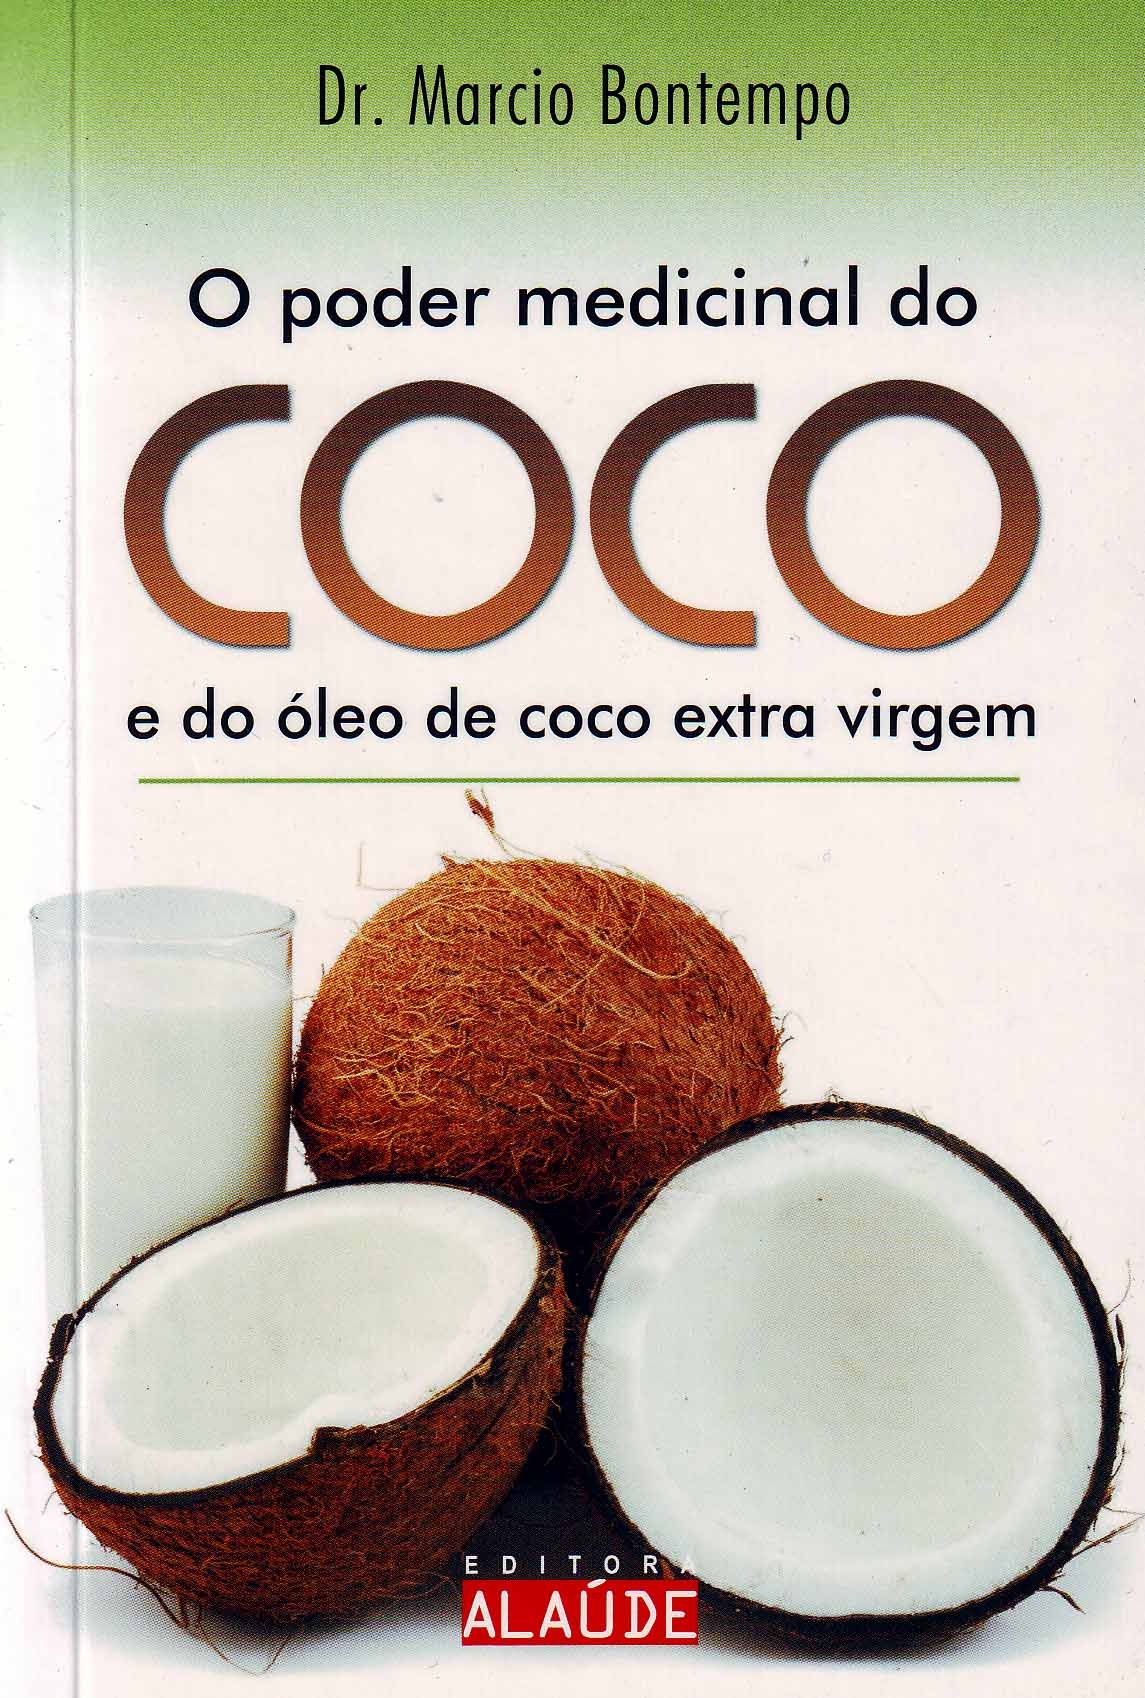 Dr. Marcio Bontempo
O poder medicinal do
COCO
e do óleo de coco extra virgem
EDITORA
ALAÚDE